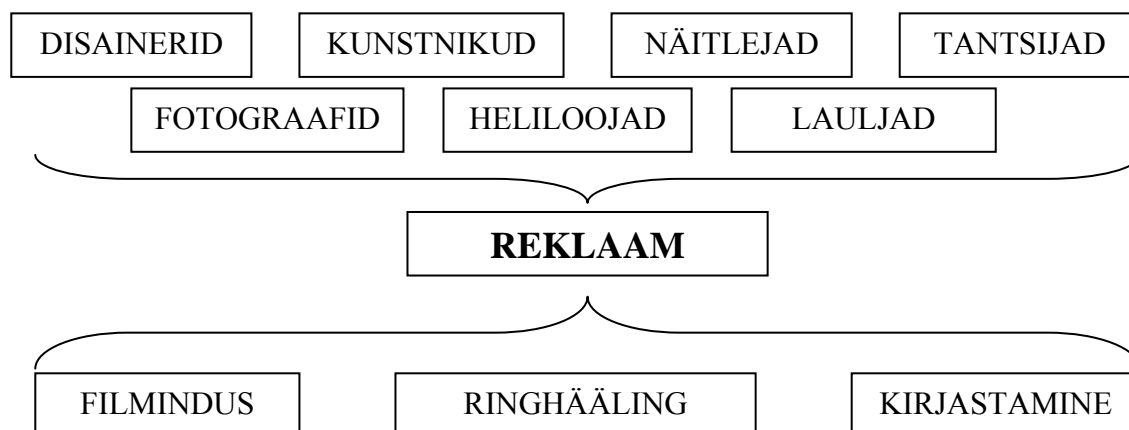 DISAINERID KUNSTNIKUD NÄITLEJAD TANTSIJAD
FOTOGRAAFID HELILOOJAD LAULJAD
REKLAAM
FILMINDUS RINGHÄÄLING KIRJASTAMINE